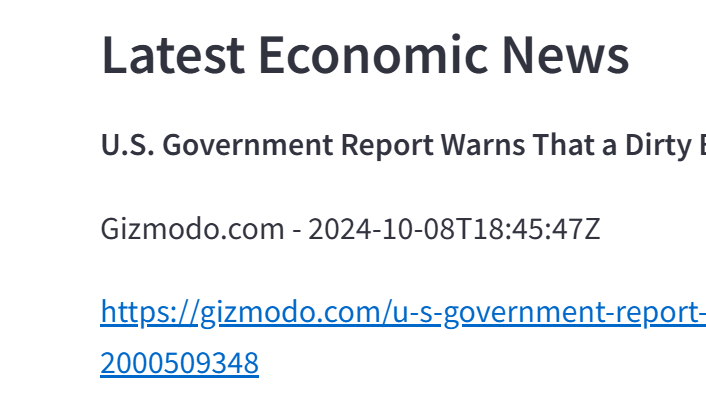 Latest Economic News
U.S. Government Report Warns That a Dirty
Gizmodo.com - 2024-10-08T18:45:47Z
https://gizmodo.com/u-s-government-report-
2000509348